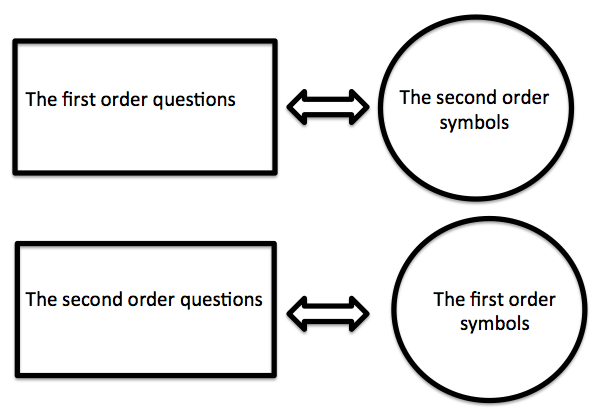 The first order questions
The second order
symbols
The second order questions
The first order
symbols